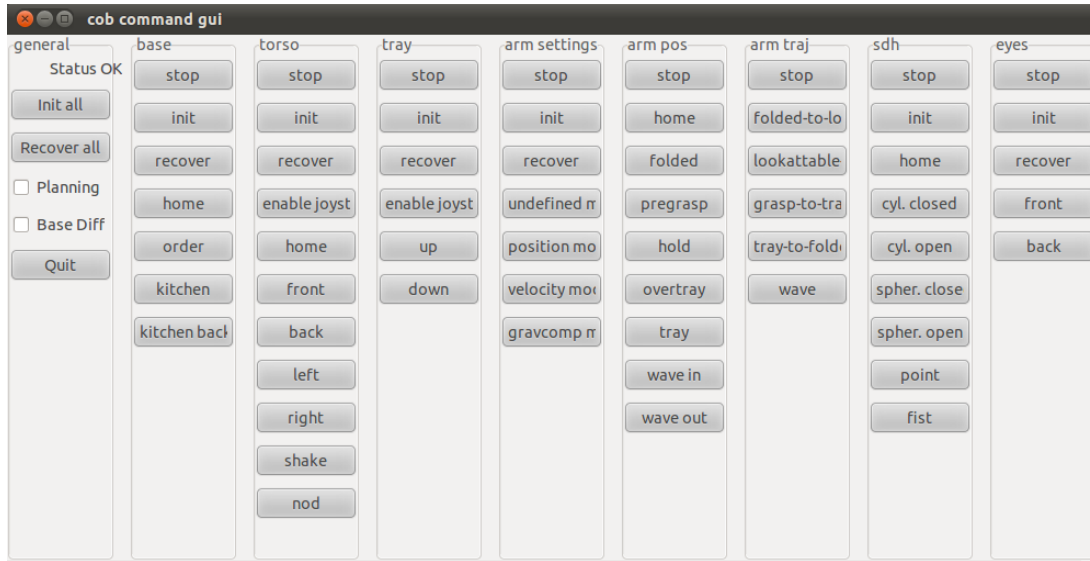 cob command gui
general
Status OK
Init all
Recover all
Planning
Base Diff
Quit
base
stop
init
recover
home
order
kitchen
kitchen back
torso
stop
init
recover
enable joyst
home
front
back
left
right
shake
nod
tray
stop
init
recover
enable joyst
up
down
arm settings
stop
init
recover
undefined m
position mo
velocity mod
gravcomp m
arm pos
stop
home
folded
pregrasp
hold
overtray
tray
wave in
wave out
arm traj
stop
folded-to-lo
lookattable
grasp-to-tra
tray-to-fold
wave
sdh
stop
init
home
cyl. closed
cyl. open
spher. close
spher. open
point
fist
eyes
stop
init
recover
front
back